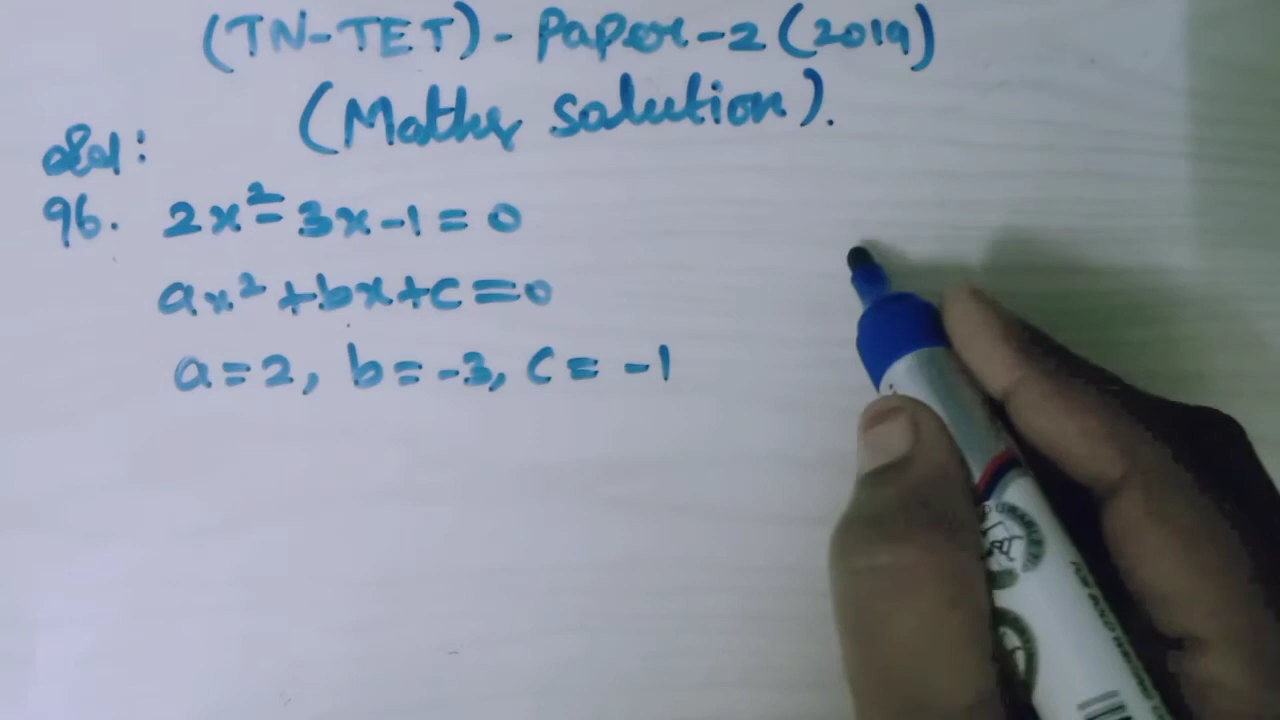 (TN-TET) - Paper-2 (2019)
(Maths solution).
sol:
96. 2x² - 3x - 1 = 0
ax² + bx + c = 0
a = 2, b = -3, c = -1